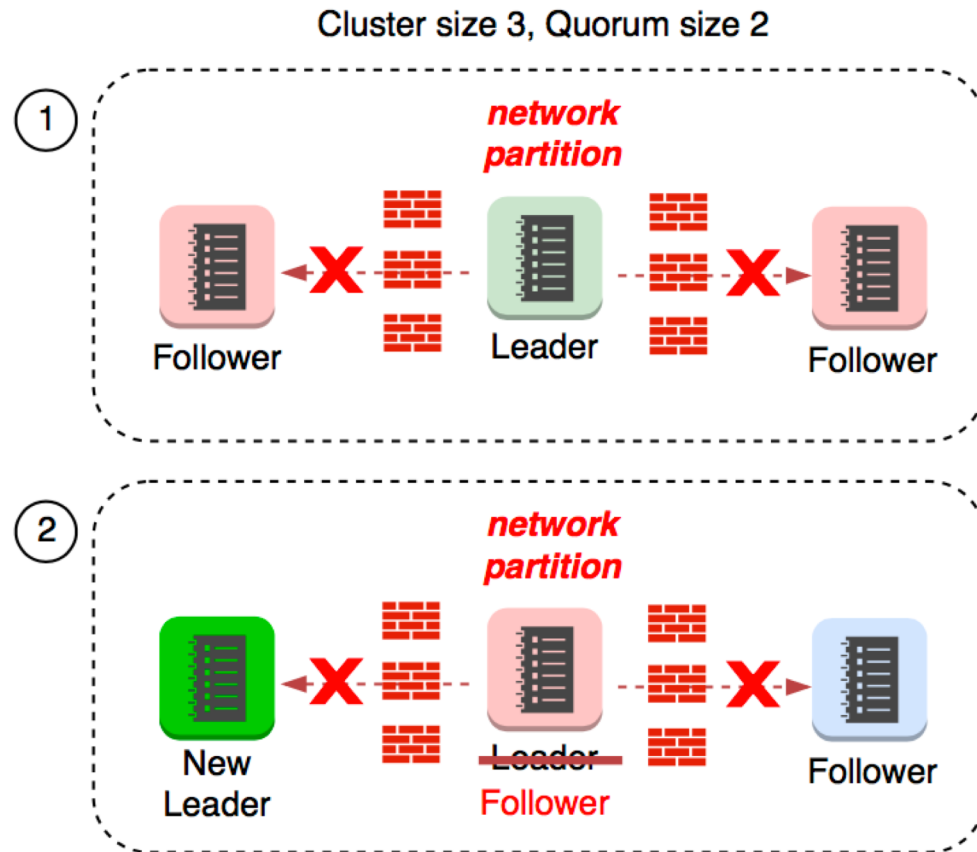 Cluster size 3, Quorum size 2
1
network
partition
Follower
Leader
Follower
2
network
partition
New
Leader
Leader
Follower
Follower